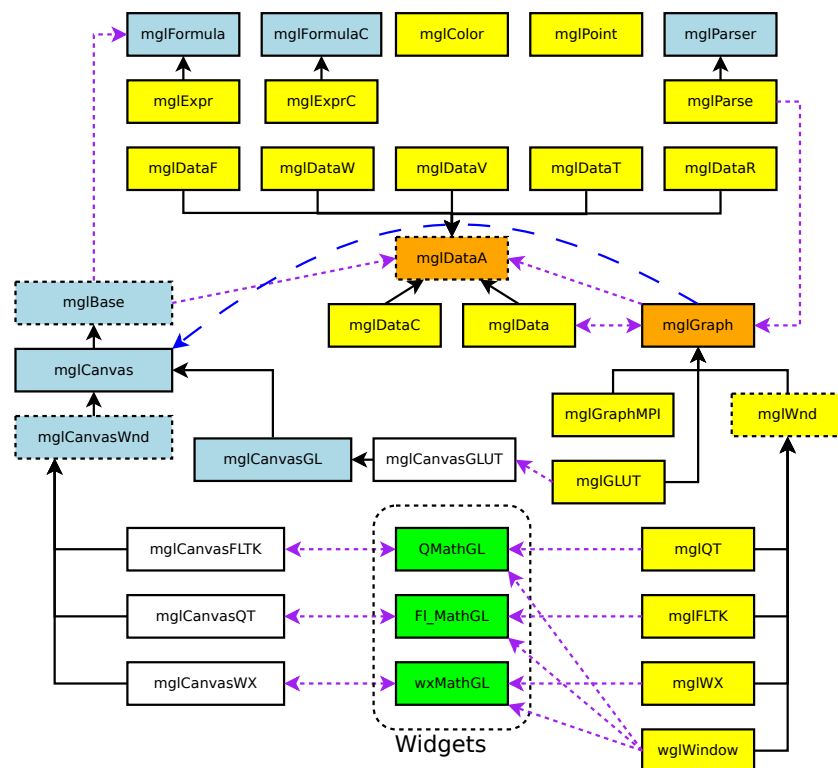 mglFormula
mglFormulaC
mglColor
mglPoint
mglParser
mglExpr
mglExprC
mglParse
mglDataF
mglDataW
mglDataV
mglDataT
mglDataR
mglDataA
mglBase
mglDataC
mglData
mglGraph
mglCanvas
mglGraphMPI
mglWnd
mglCanvasWnd
mglCanvasGL
mglCanvasGLUT
mglGLUT
mglCanvasFLTK
QMathGL
mglQT
mglCanvasQT
Fl_MathGL
mglFLTK
mglCanvasWX
wxMathGL
mglWX
Widgets
wglWindow